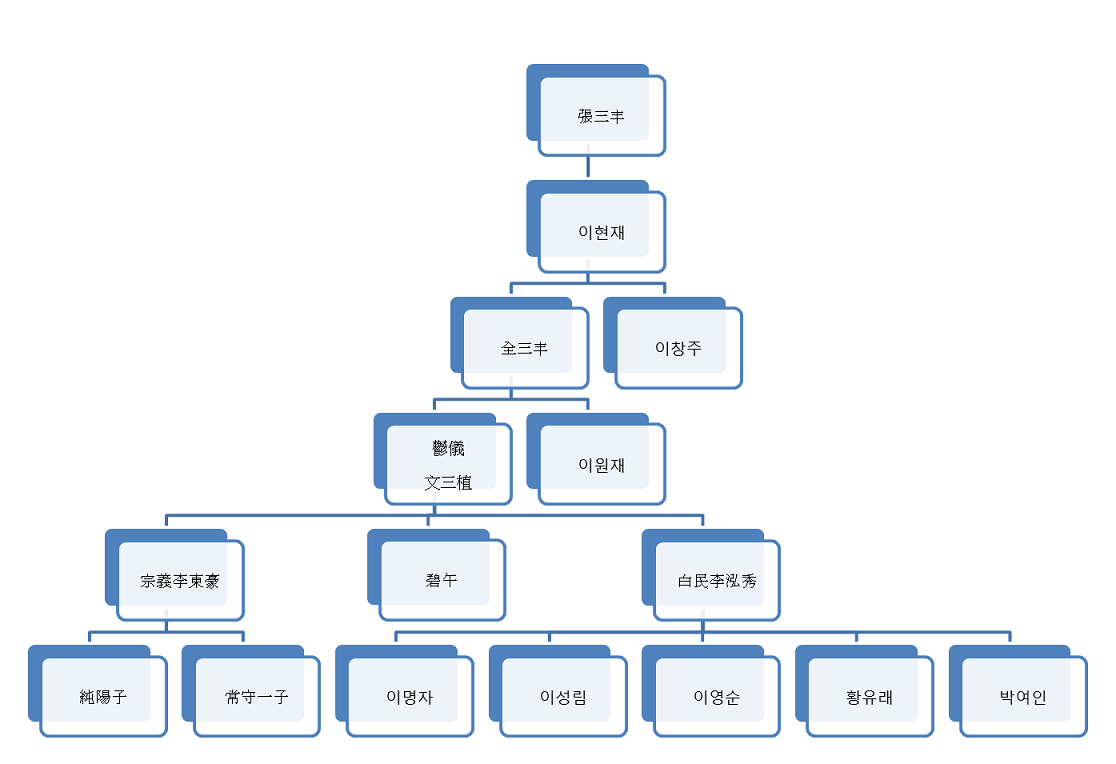 張三丰
이현재
全三丰
이창주
鬱儀
文三植
이원재
宗義李東豪
碧午
白民李泓秀
純陽子
常守一子
이명자
이성림
이영순
황유래
박여인